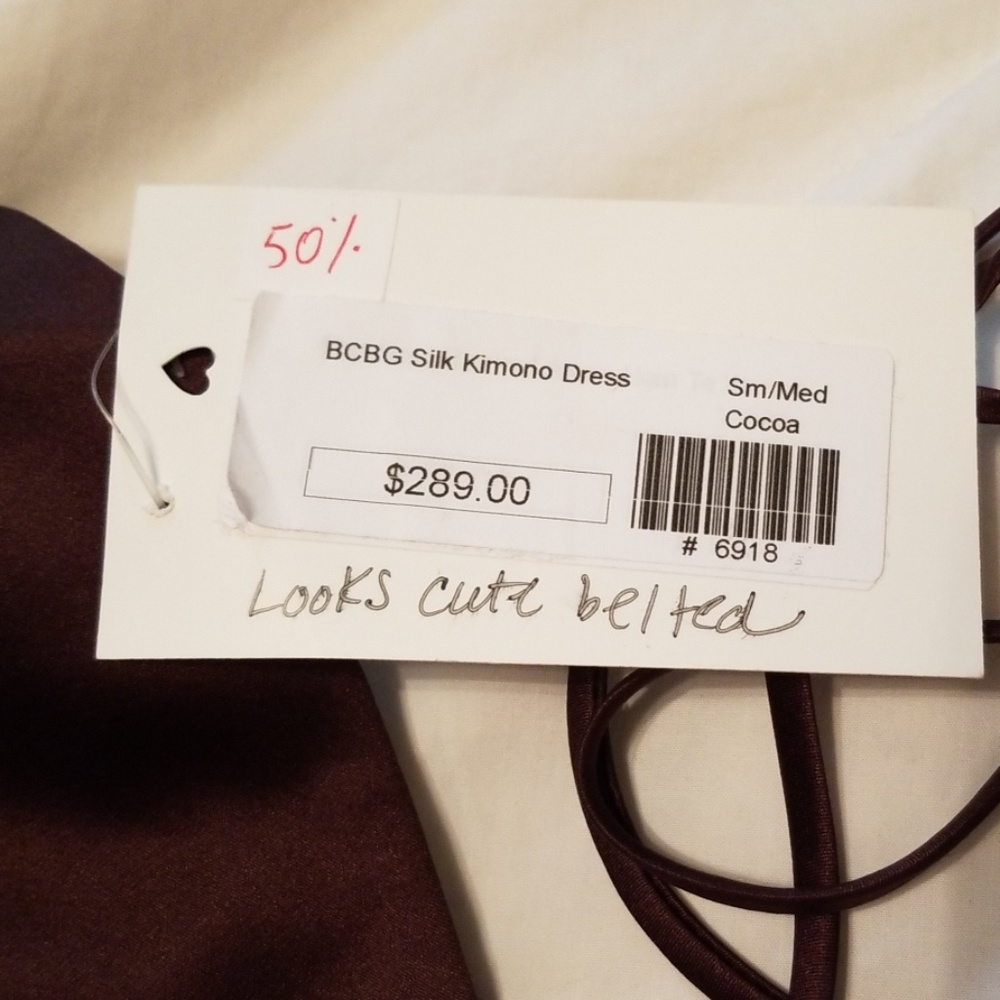 50%
BCBG Silk Kimono Dress
Sm/Med
Cocoa
$289.00
# 6918
Looks cute belted